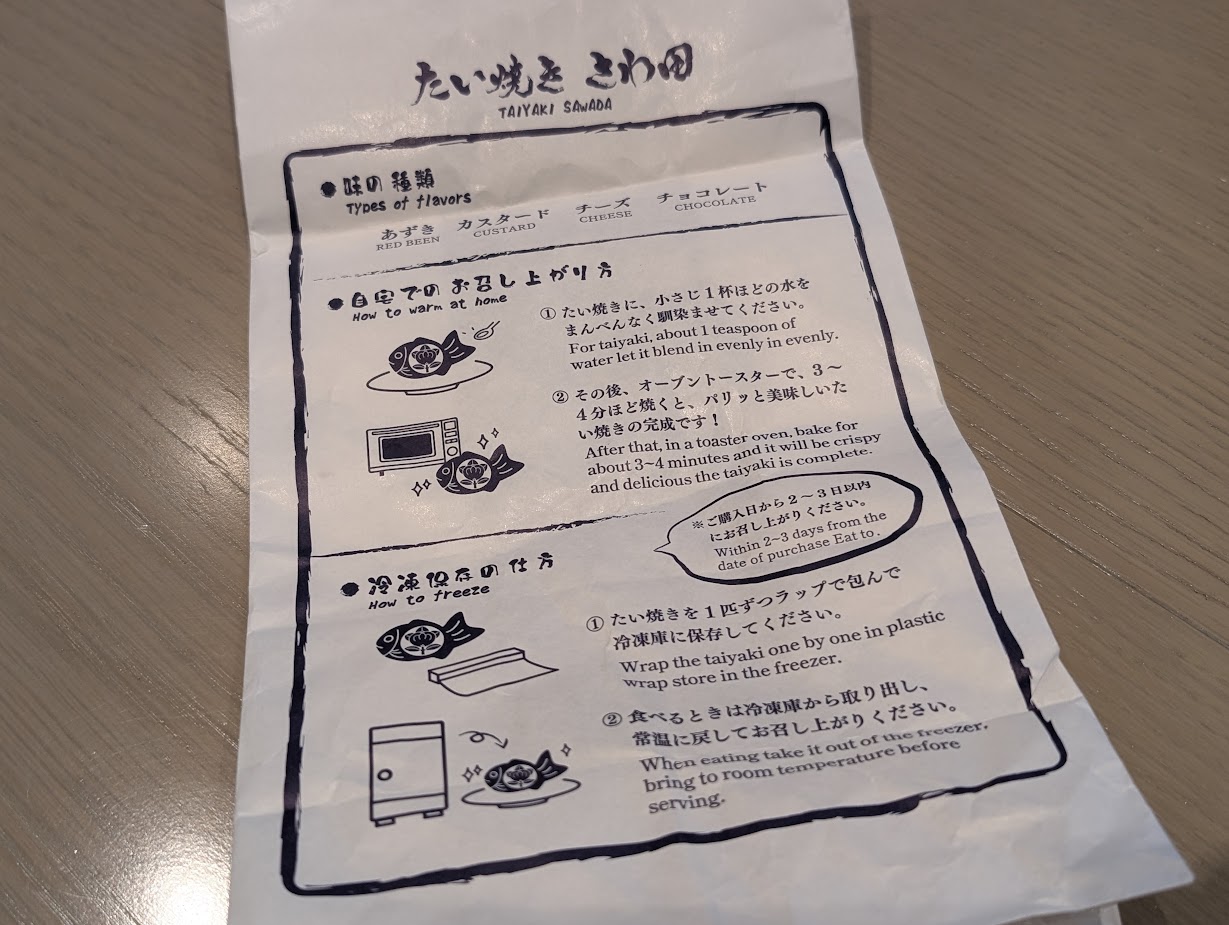 たい焼き さわ田
TAIYAKI SAWADA
●味の種類
Types of flavors
あずき カスタード チーズ チョコレート
RED BEEN CUSTARD CHEESE CHOCOLATE
●自宅でのお召し上がり方
How to warm at home
① たい焼きに、小さじ1杯ほどの水を
まんべんなく馴染ませてください。
For taiyaki, about 1 teaspoon of
water let it blend in evenly in evenly.
② その後、オーブントースターで、3〜
4分ほど焼くと、パリッと美味しいた
い焼きの完成です！
After that, in a toaster oven, bake for
about 3~4 minutes and it will be crispy
and delicious the taiyaki is complete.
※ご購入日から2〜3日以内
にお召し上がりください。
Within 2~3 days from the
date of purchase Eat to.
●冷凍保存の仕方
How to freeze
① たい焼きを1匹ずつラップで包んで
冷凍庫に保存してください。
Wrap the taiyaki one by one in plastic
wrap store in the freezer.
② 食べるときは冷凍庫から取り出し、
常温に戻してお召し上がりください。
When eating take it out of the freezer.
bring to room temperature before
serving.